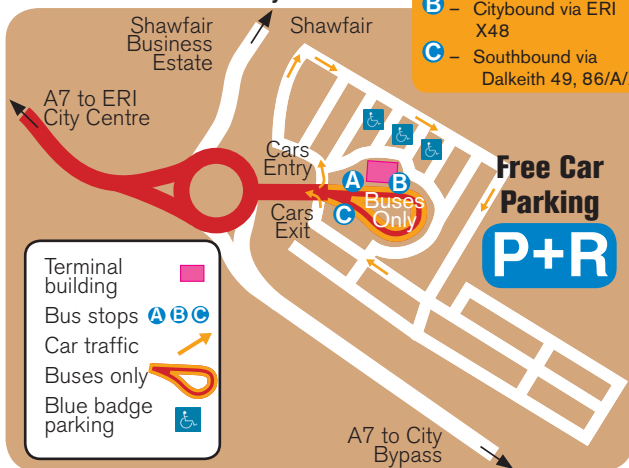 Shawfair
Business
Estate
Shawfair
B – Citybound via ERI
X48
C – Southbound via
Dalkeith 49, 86/A/
A7 to ERI
City Centre
Cars
Entry
A
B
C
Buses
Only
Cars
Exit
Free Car
Parking
P+R
Terminal
building
Bus stops A B C
Car traffic
Buses only
Blue badge
parking
A7 to City
Bypass